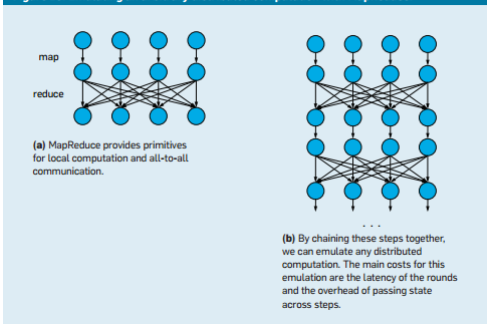 map
reduce
(a) MapReduce provides primitives
for local computation and all-to-all
communication.
. . .
(b) By chaining these steps together,
we can emulate any distributed
computation. The main costs for this
emulation are the latency of the rounds
and the overhead of passing state
across steps.